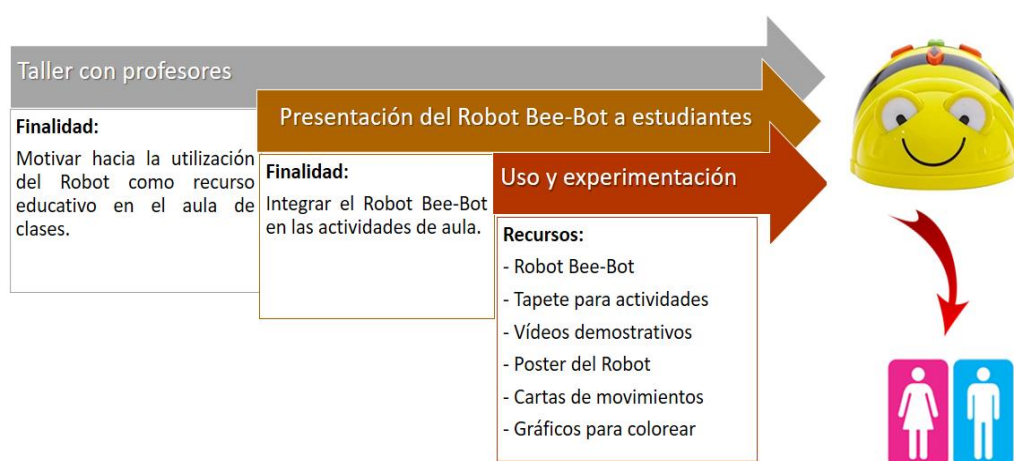 Taller con profesores
Finalidad:
Motivar hacia la utilización
del Robot como recurso
educativo en el aula de
clases.
Presentación del Robot Bee-Bot a estudiantes
Finalidad:
Integrar el Robot Bee-Bot
en las actividades de aula.
Uso y experimentación
Recursos:
- Robot Bee-Bot
- Tapete para actividades
- Vídeos demostrativos
- Poster del Robot
- Cartas de movimientos
- Gráficos para colorear